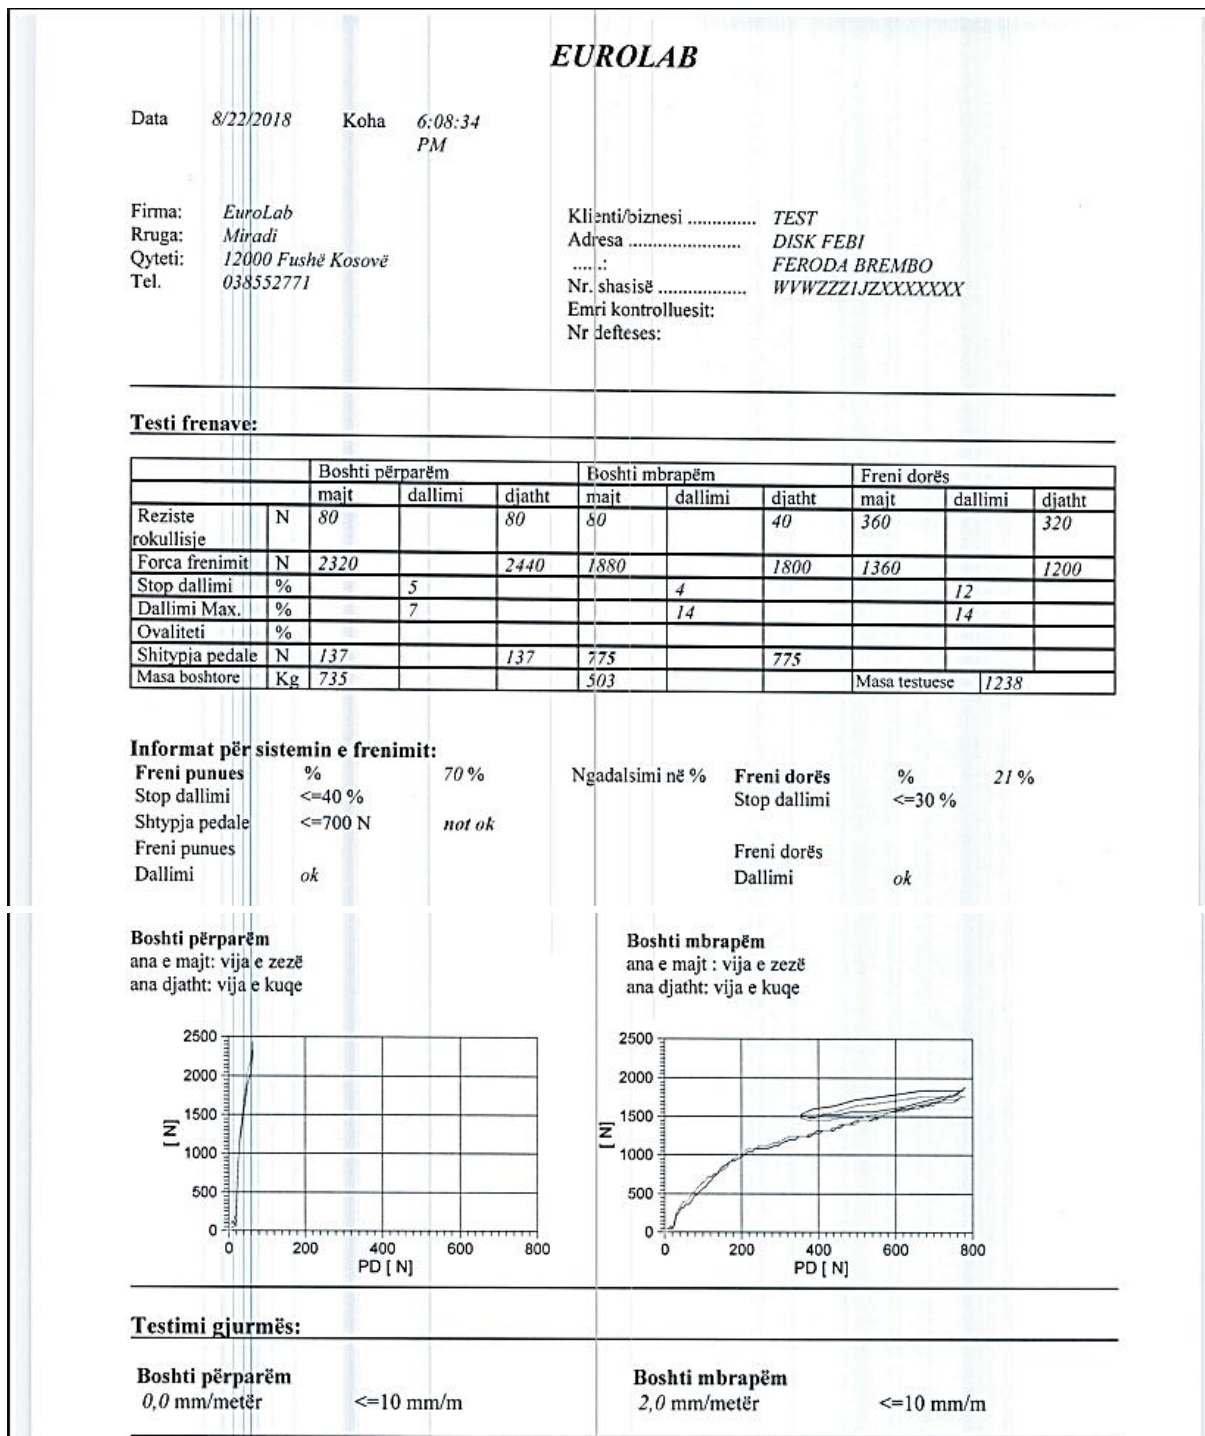 EUROLAB
Data 8/22/2018 Koha 6:08:34
PM
Firma: EuroLab
Rruga: Miradi
Qyteti: 12000 Fushë Kosovë
Tel. 038552771
Klienti/biznesi .............. TEST
Adresa ....................... DISK FEBI
.... .: FERODA BREMBO
Nr. shasisë .................. WVWZZZ1JZXXXXXXX
Emri kontrolluesit:
Nr defteses:
Testi frenave:
Boshti përparëm Boshti mbrapëm Freni dorës
majt dallimi djatht majt dallimi djatht majt dallimi djatht
Reziste N 80 80 80 40 360 320
rokullisje
Forca frenimit N 2320 2440 1880 1800 1360 1200
Stop dallimi % 5 4 12
Dallimi Max. % 7 14 14
Ovaliteti %
Shitypja pedale N 137 137 775 775
Masa boshtore Kg 735 503 Masa testuese 1238
Informat për sistemin e frenimit:
Freni punues % 70 % Ngadalsimi në % Freni dorës % 21 %
Stop dallimi <=40 % Stop dallimi <=30 %
Shtypja pedale <=700 N not ok
Freni punues Freni dorës
Dallimi ok Dallimi ok
Boshti përparëm
ana e majt: vija e zezë
ana djatht: vija e kuqe
2500
2000
1500
1000
500
0
[ N]
0 200 400 600 800
PD [ N]
Boshti mbrapëm
ana e majt : vija e zezë
ana djatht: vija e kuqe
2500
2000
1500
1000
500
0
[ N]
0 200 400 600 800
PD [ N]
Testimi gjurmës:
Boshti përparëm Boshti mbrapëm
0,0 mm/metër <=10 mm/m 2,0 mm/metër <=10 mm/m